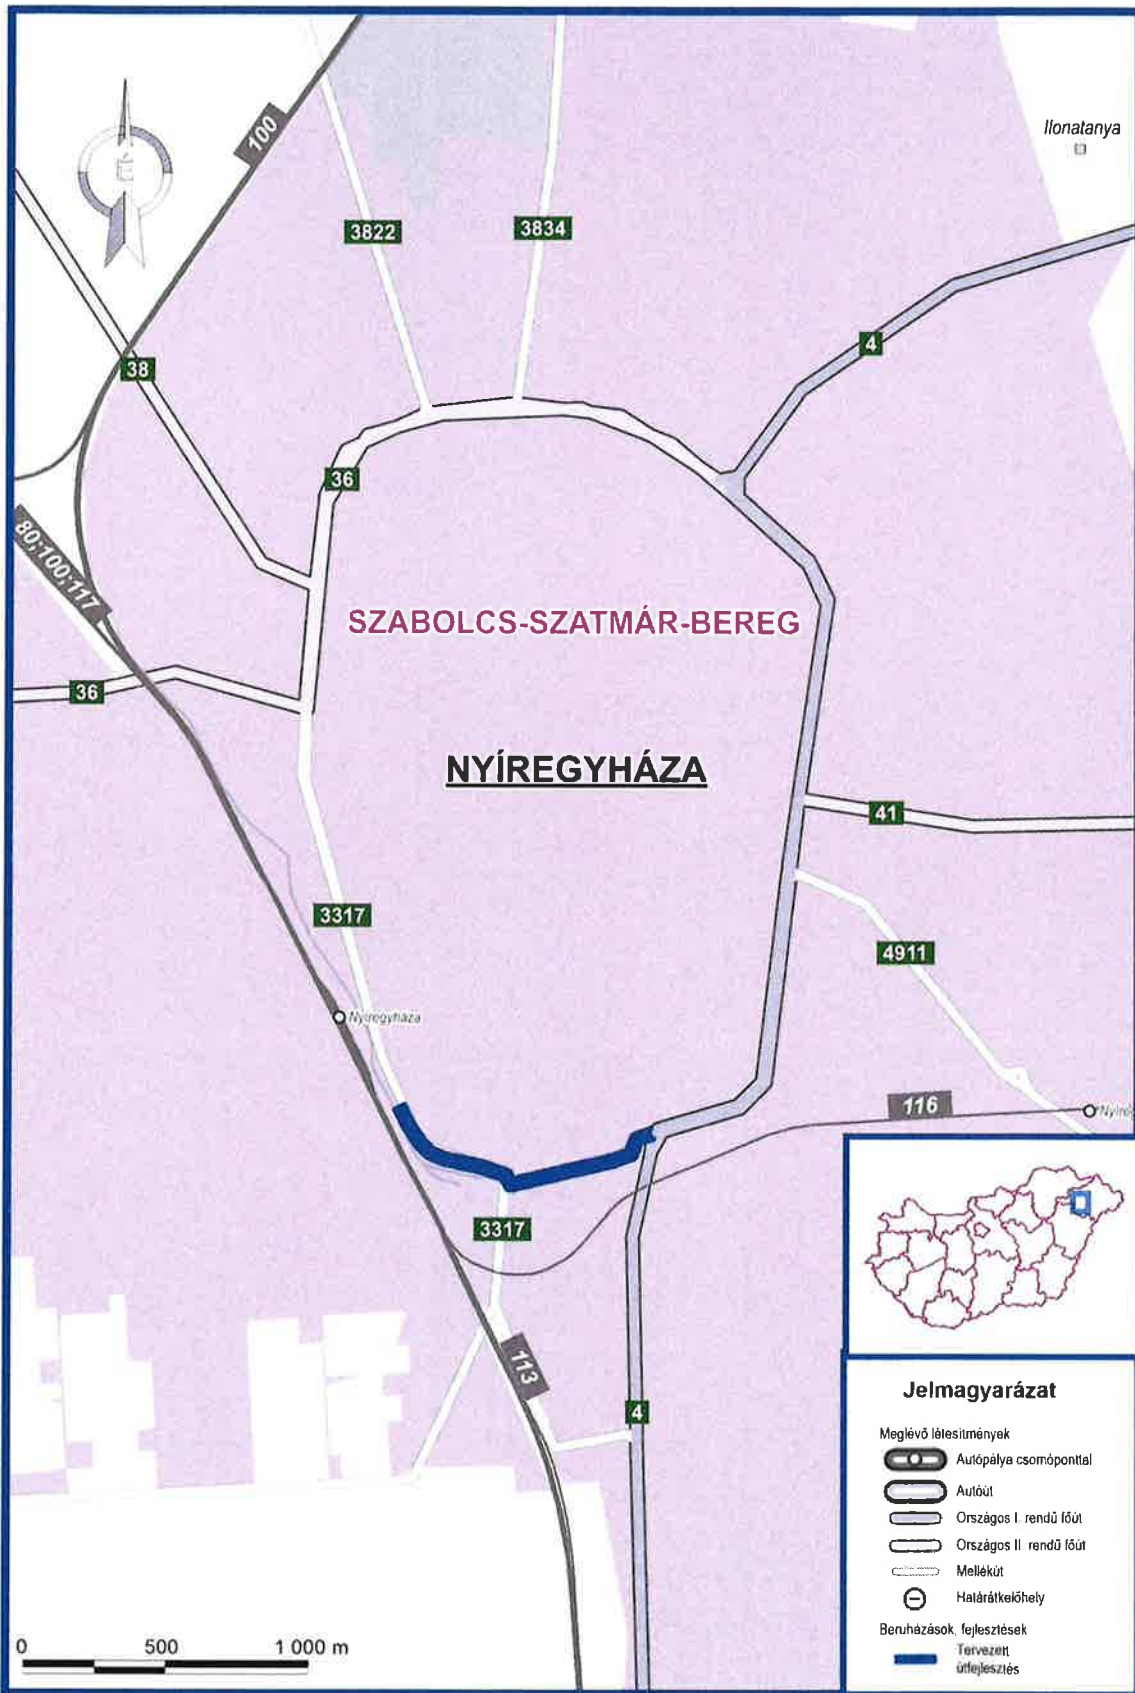 É
100
Ilonatanya
3822
3834
4
38
36
80;100;117
SZABOLCS-SZATMÁR-BEREG
36
NYÍREGYHÁZA
41
3317
4911
Nyíregyháza
116
3317
113
4
Jelmagyarázat
Meglévő létesítmények
Autópálya csomóponttal
Autóút
Országos I. rendű főút
Országos II. rendű főút
Mellékút
Határátkelőhely
Beruházások, fejlesztések
Tervezett
útfejlesztés
0 500 1 000 m